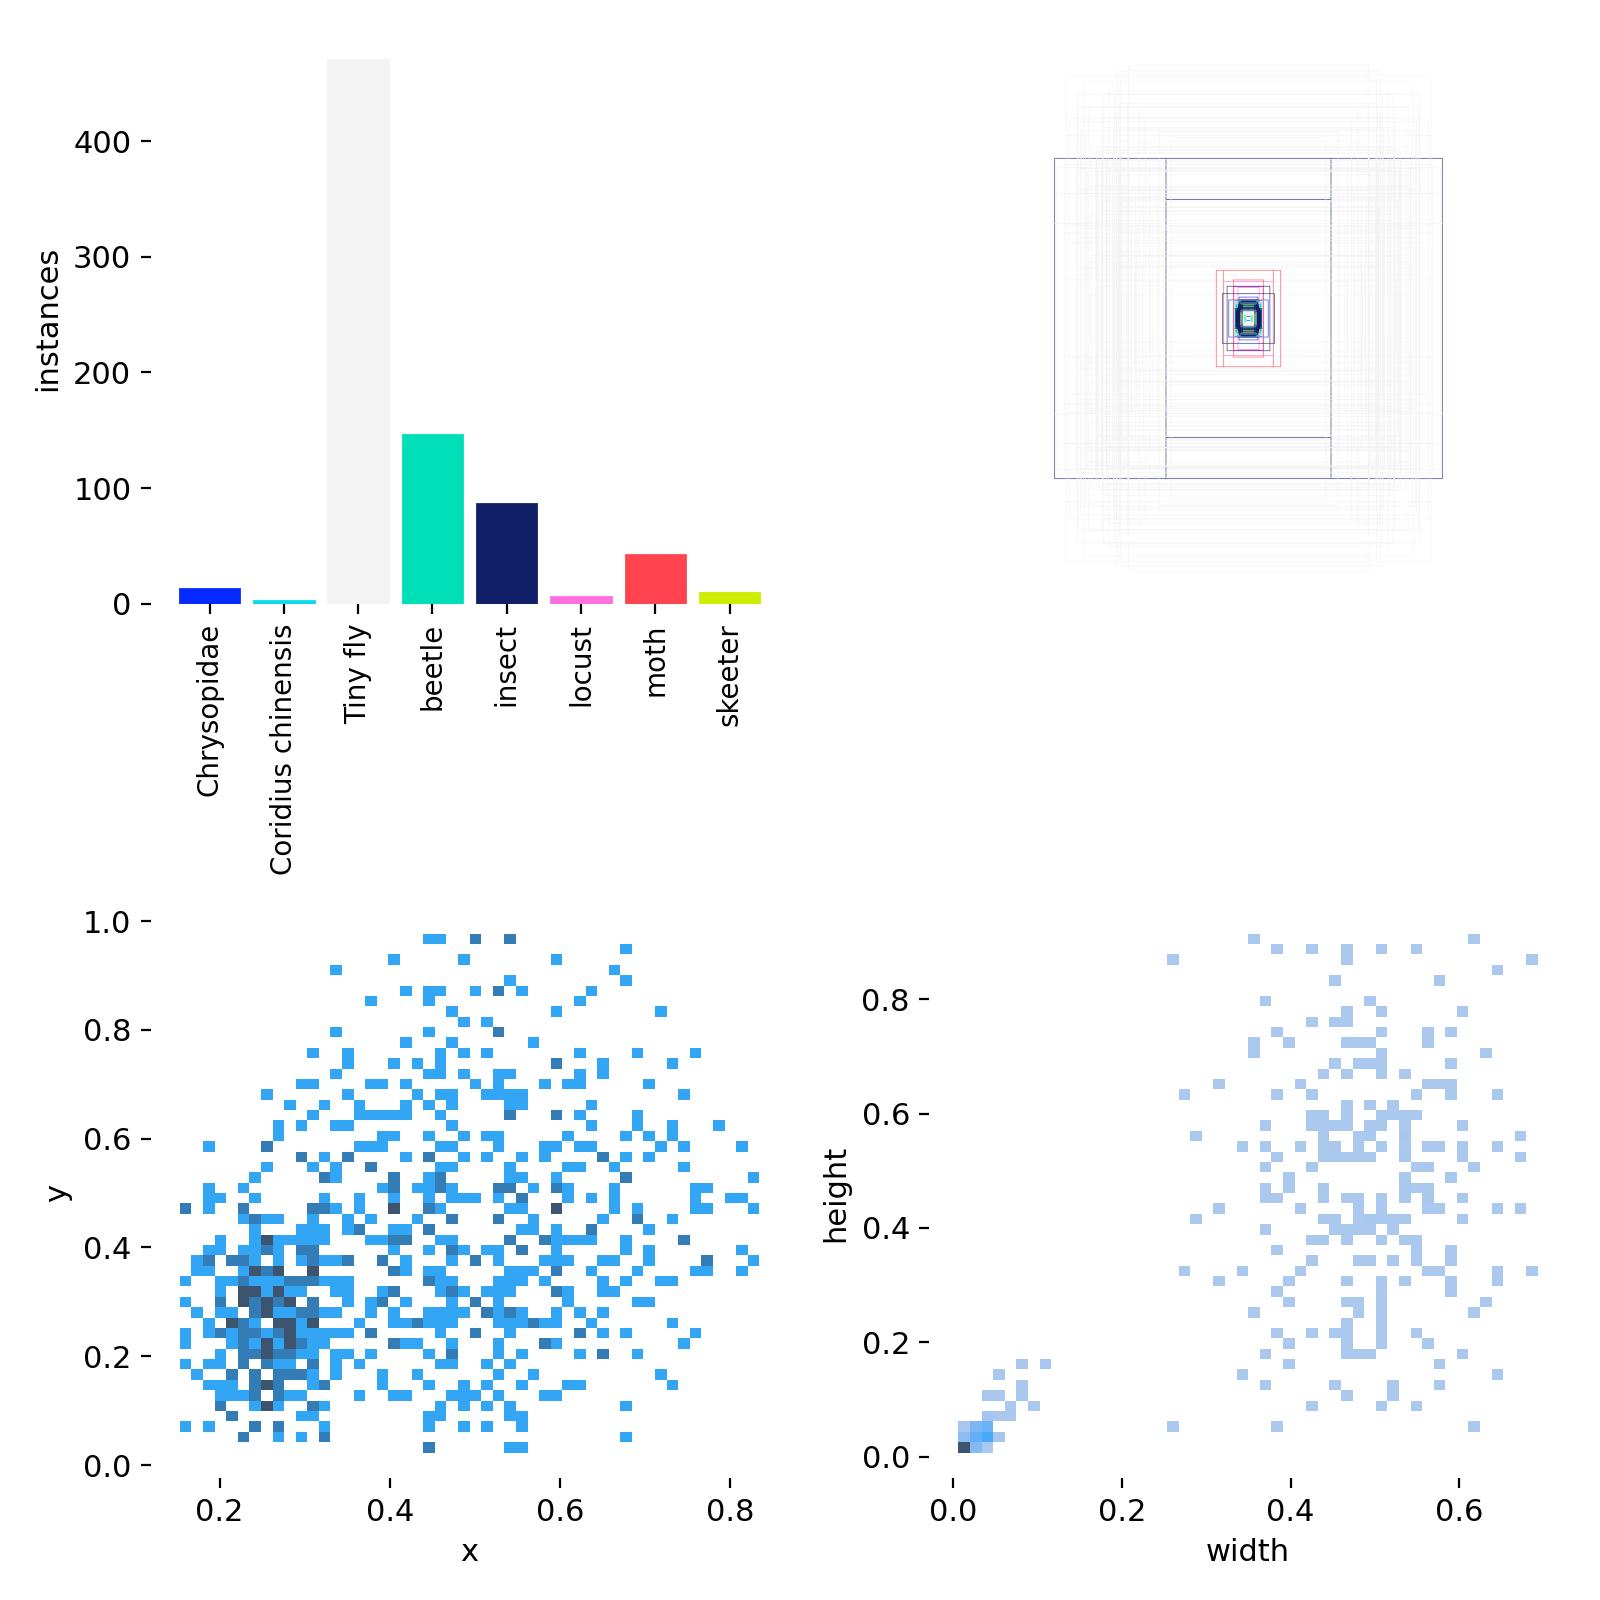 400
300
200
100
0
instances
Chrysopidae
Coridius chinensis
Tiny fly
beetle
insect
locust
moth
skeeter
1.0
0.8
0.6
0.4
0.2
0.0
y
0.2 0.4 0.6 0.8
x
0.8
0.6
0.4
0.2
0.0
height
0.0 0.2 0.4 0.6
width